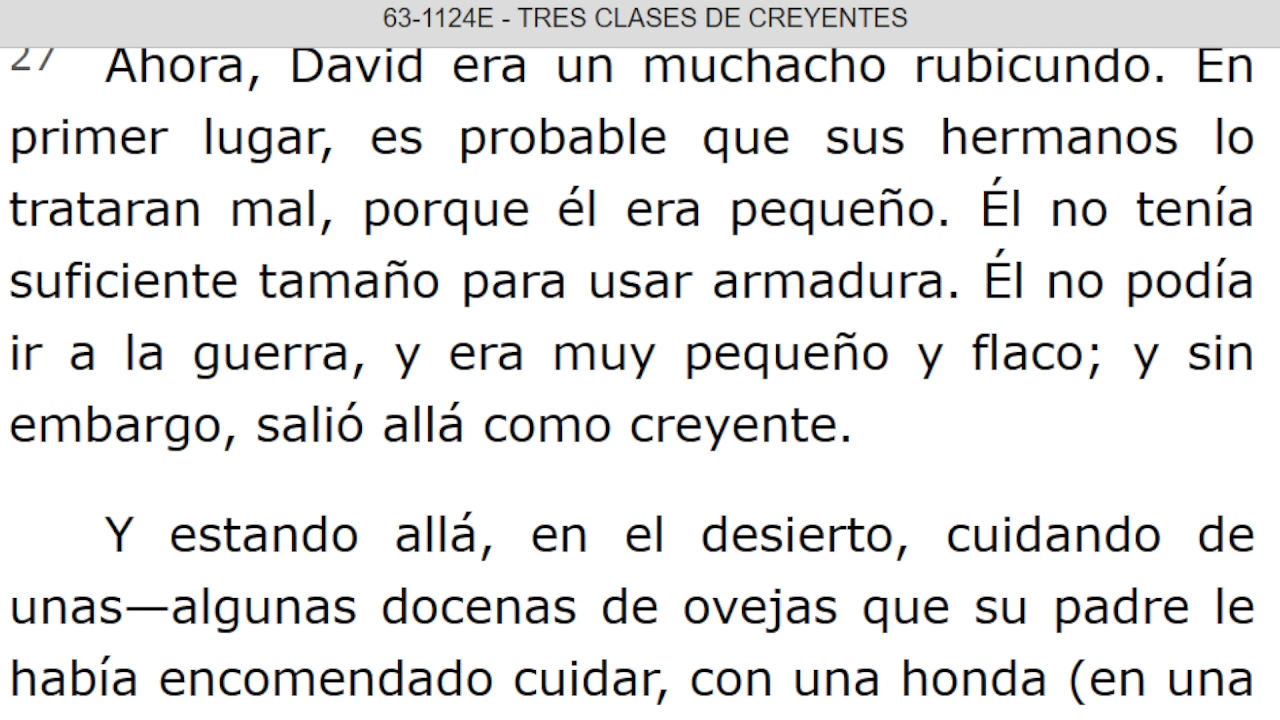 63-1124E - TRES CLASES DE CREYENTES
27 Ahora, David era un muchacho rubicundo. En
primer lugar, es probable que sus hermanos lo
trataran mal, porque él era pequeño. Él no tenía
suficiente tamaño para usar armadura. Él no podía
ir a la guerra, y era muy pequeño y flaco; y sin
embargo, salió allá como creyente.
Y estando allá, en el desierto, cuidando de
unas—algunas docenas de ovejas que su padre le
había encomendado cuidar, con una honda (en una